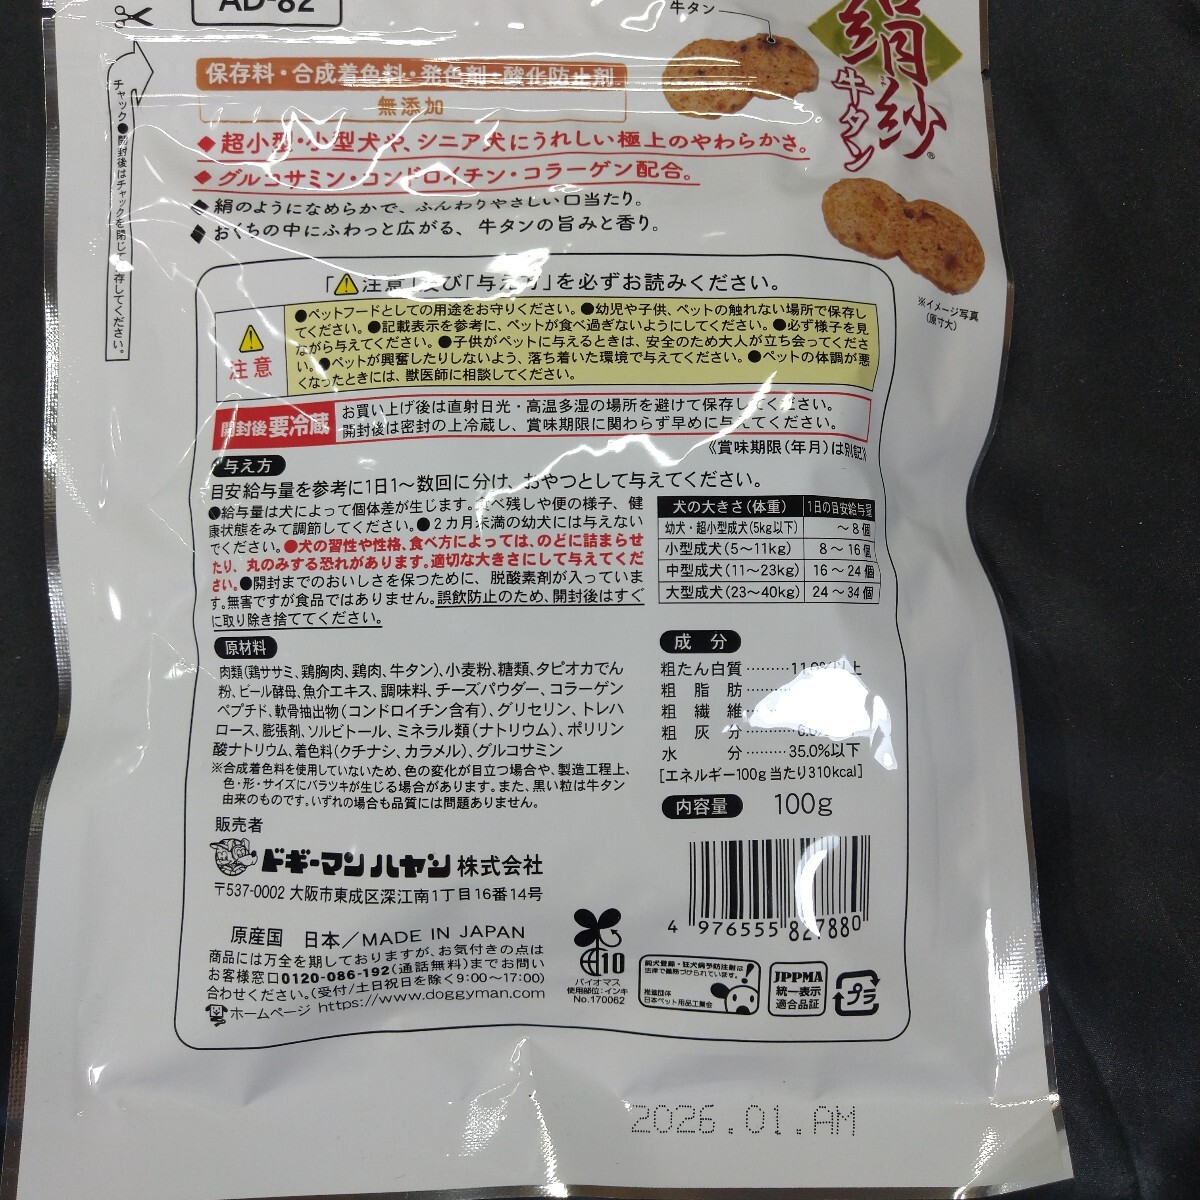 AD-82
牛タン
絹紗
牛タン
®
チャック●開封後はチャックを閉じて保存してください。
保存料・合成着色料・発色剤・酸化防止剤
無添加
◆超小型・小型犬や、シニア犬にうれしい極上のやわらかさ。
◆グルコサミン・コンドロイチン・コラーゲン配合。
◆絹のようになめらかで、ふんわりやさしい口当たり。
◆おくちの中にふわっと広がる、牛タンの旨みと香り。
※イメージ写真
(原寸大)
「⚠注意」及び「与え方」を必ずお読みください。
注意
●ペットフードとしての用途をお守りください。●幼児や子供、ペットの触れない場所で保存し
てください。●記載表示を参考に、ペットが食べ過ぎないようにしてください。●必ず様子を見
ながら与えてください。●子供がペットに与えるときは、安全のため大人が立ち会ってくださ
い。●ペットが興奮したりしないよう、落ち着いた環境で与えてください。●ペットの体調が悪
くなったときには、獣医師に相談してください。
開封後要冷蔵
お買い上げ後は直射日光・高温多湿の場所を避けて保存してください。
開封後は密封の上冷蔵し、賞味期限に関わらず早めに与えてください。
《賞味期限(年月)は別記》
与え方
目安給与量を参考に1日1〜数回に分け、おやつとして与えてください。
●給与量は犬によって個体差が生じます。食べ残しや便の様子、健
康状態をみて調節してください。●2カ月未満の幼犬には与えない
でください。●犬の習性や性格、食べ方によっては、のどに詰まらせ
たり、丸のみする恐れがあります。適切な大きさにして与えてくだ
さい。●開封までのおいしさを保つために、脱酸素剤が入っていま
す。無害ですが食品ではありません。誤飲防止のため、開封後はすぐ
に取り除き捨ててください。
犬の大きさ(体重) 1日の目安給与量
幼犬・超小型成犬(5kg以下) 〜8個
小型成犬(5〜11kg) 8〜16個
中型成犬(11〜23kg) 16〜24個
大型成犬(23〜40kg) 24〜34個
原材料
肉類(鶏ササミ、鶏胸肉、鶏肉、牛タン)、小麦粉、糖類、タピオカでん
粉、ビール酵母、魚介エキス、調味料、チーズパウダー、コラーゲン
ペプチド、軟骨抽出物(コンドロイチン含有)、グリセリン、トレハ
ロース、膨張剤、ソルビトール、ミネラル類(ナトリウム)、ポリリン
酸ナトリウム、着色料(クチナシ、カラメル)、グルコサミン
※合成着色料を使用していないため、色の変化が目立つ場合や、製造工程上、
色・形・サイズにバラツキが生じる場合があります。また、黒い粒は牛タン
由来のものです。いずれの場合も品質には問題ありません。
成分
粗たん白質………11.0%以上
粗脂肪
粗繊維
粗灰分
水分………35.0%以下
[エネルギー100g当たり310kcal]
内容量 100g
販売者
ドギーマンハヤシ株式会社
〒537-0002 大阪市東成区深江南1丁目16番14号
原産国 日本/MADE IN JAPAN
商品には万全を期しておりますが、お気付きの点は
お客様窓口0120-086-192(通話無料)までお問い
合わせください。(受付/土日祝日を除く9:00〜17:00)
ホームページ https://www.doggyman.com
10
バイオマス
使用部位:インキ
No.170062
4 976555 827880
飼犬登録・狂犬病予防注射は
法律で義務づけられています。
推進団体
日本ペット用品工業会
JPPMA
統一表示
適合品証
プラ
2026.01.AM